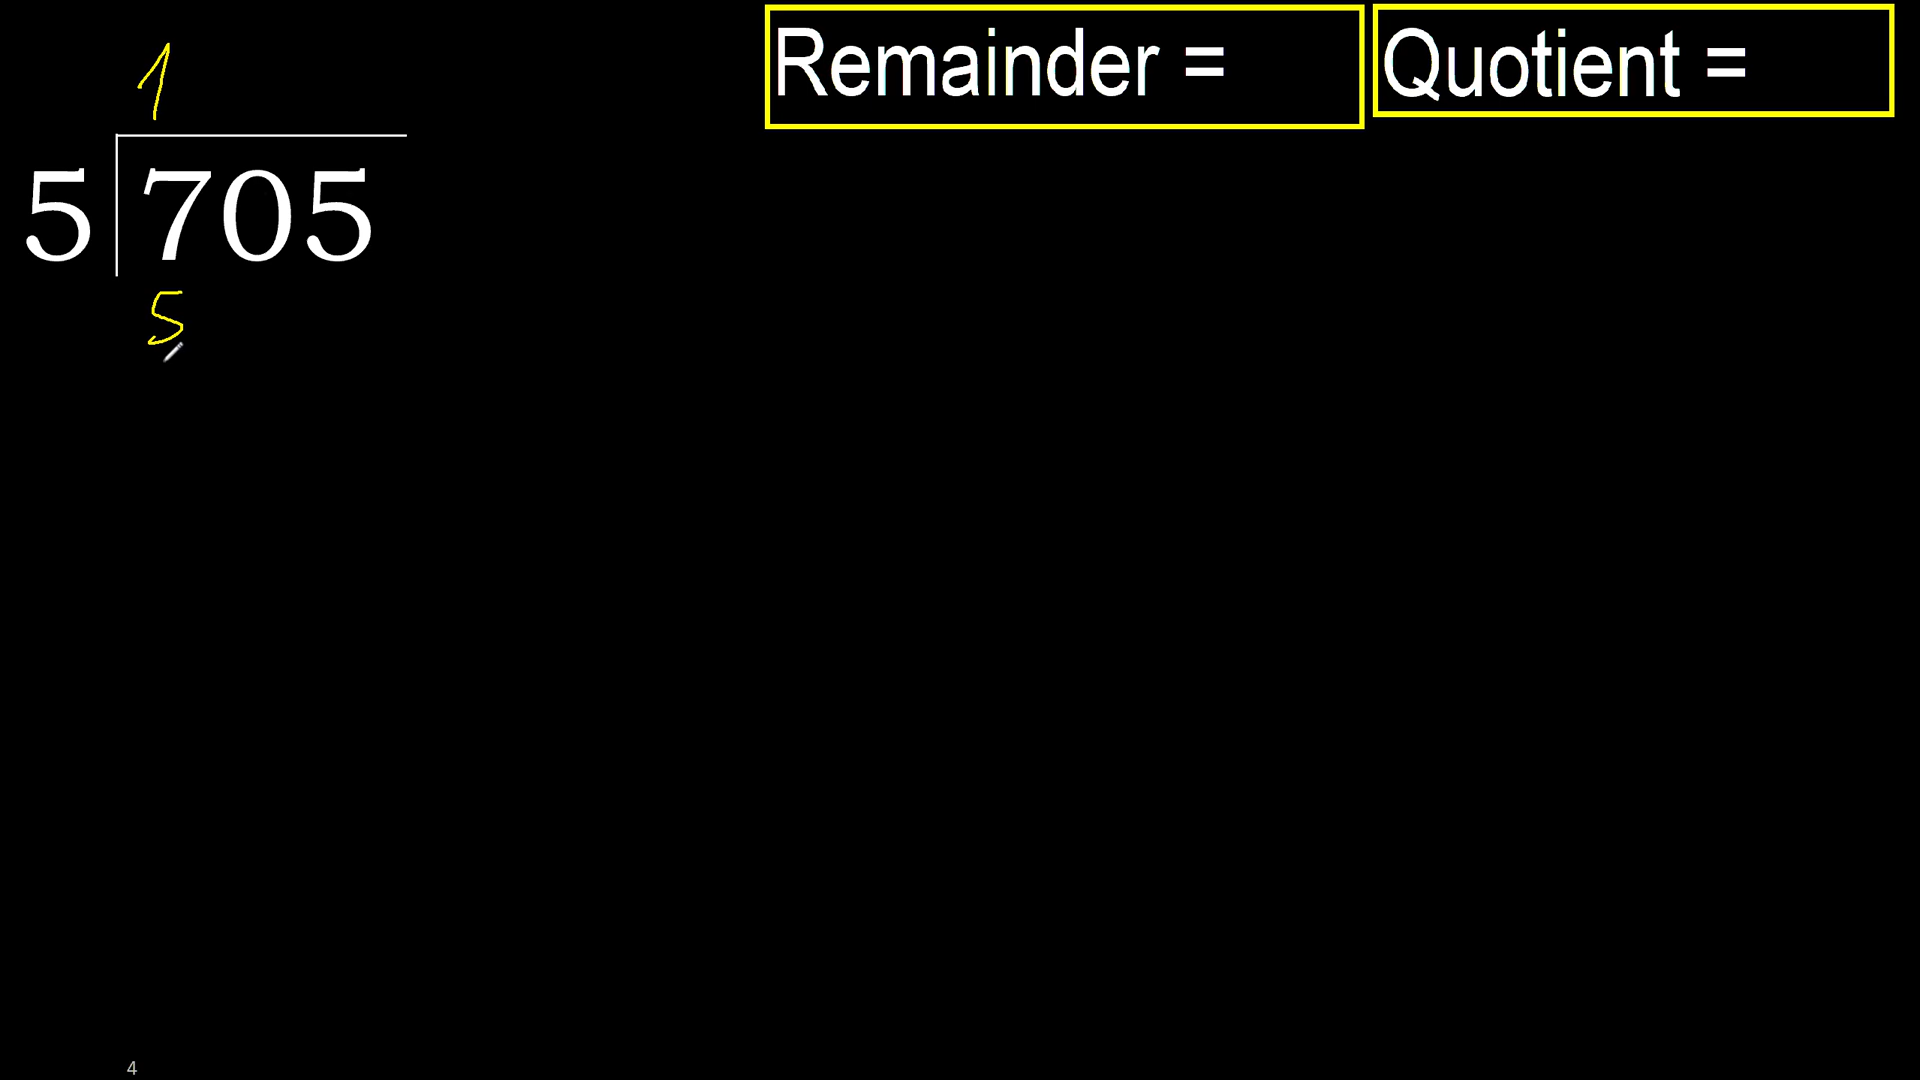 Remainder = Quotient =
1
5 705
5
4